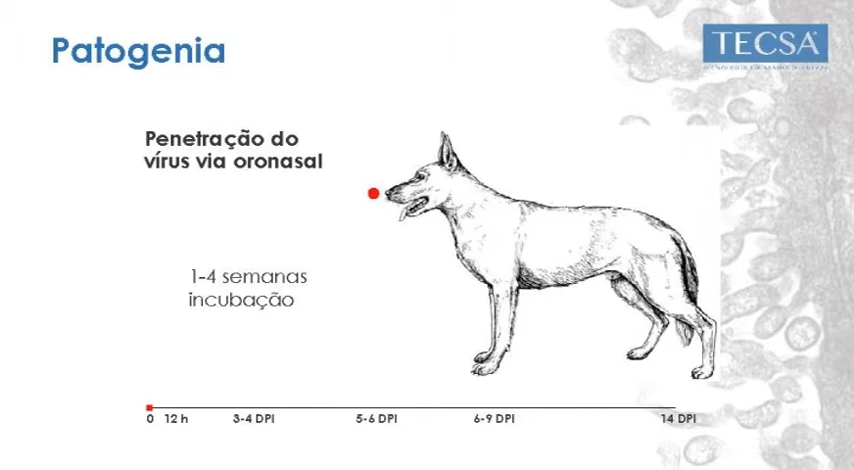 Patogenia
TECSA
Penetração do
vírus via oronasal
1-4 semanas
incubação
0 12 h 3-4 DPI 5-6 DPI 6-9 DPI 14 DPI